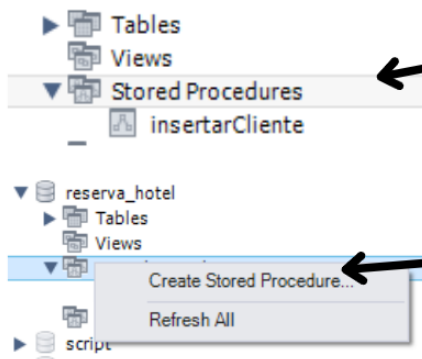 Tables
Views
Stored Procedures
insertarCliente
reserva_hotel
Tables
Views
Create Stored Procedure...
Refresh All
script